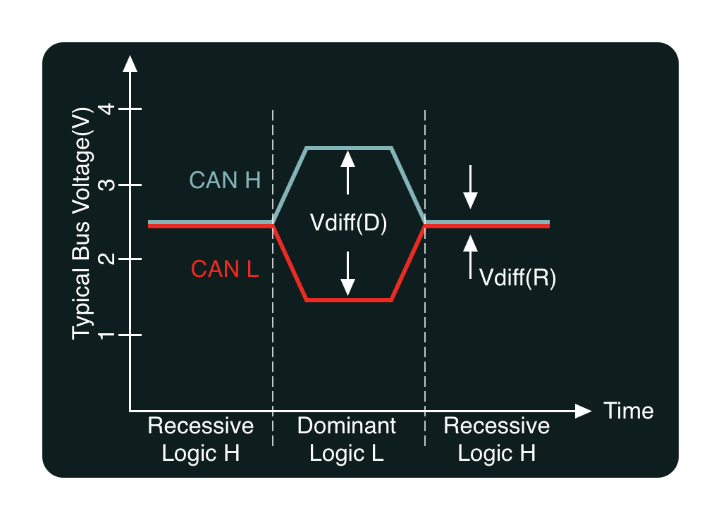 Typical Bus Voltage(V)
4
3
2
1
CAN H
CAN L
Vdiff(D)
Vdiff(R)
Time
Recessive
Logic H
Dominant
Logic L
Recessive
Logic H